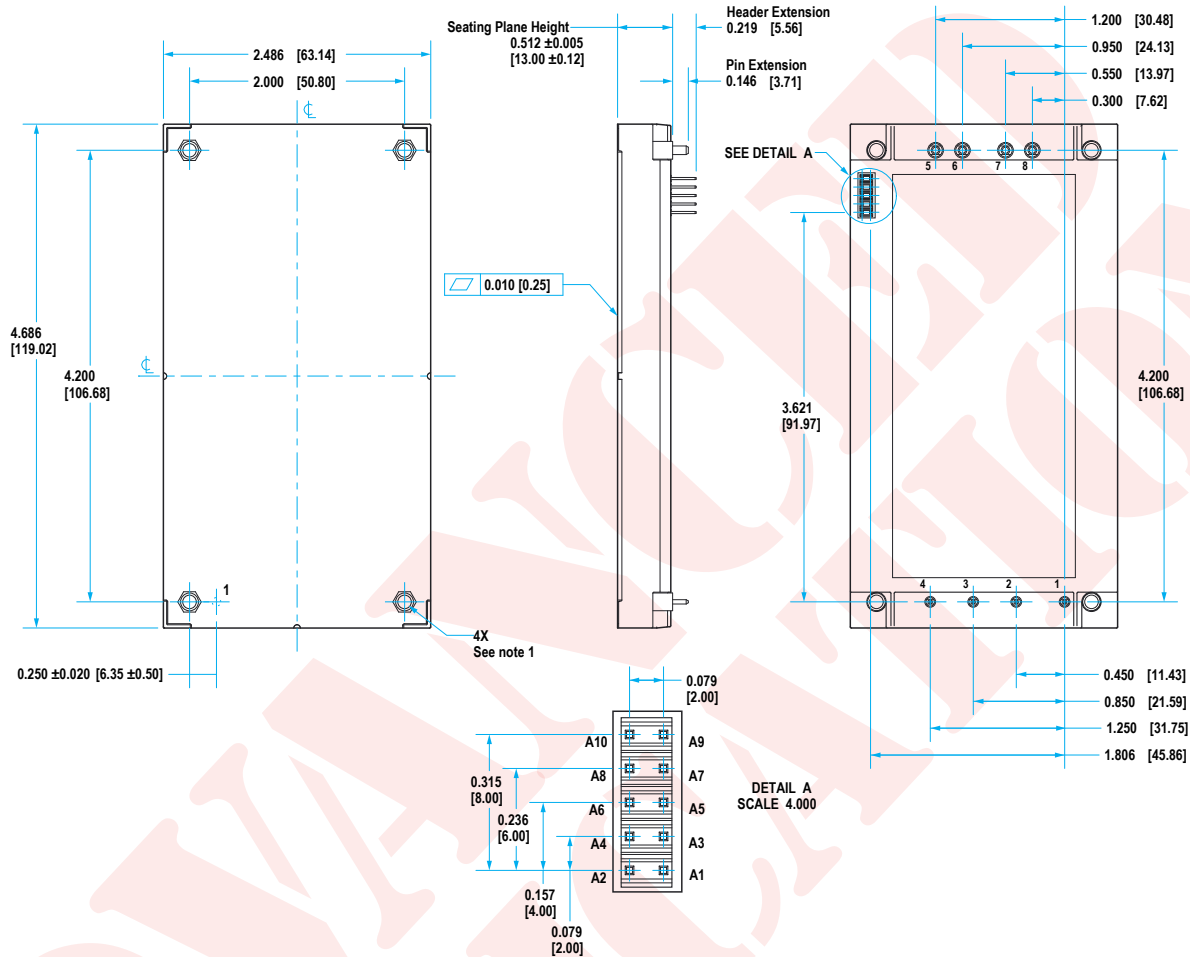 2.486 [63.14]
2.000 [50.80]
℄
4.686
[119.02]
4.200
[106.68]
℄
1
0.250 ±0.020 [6.35 ±0.50]
4X
See note 1
Seating Plane Height
0.512 ±0.005
[13.00 ±0.12]
Header Extension
0.219 [5.56]
Pin Extension
0.146 [3.71]
0.010 [0.25]
1.200 [30.48]
0.950 [24.13]
0.550 [13.97]
0.300 [7.62]
SEE DETAIL A
5 6 7 8
3.621
[91.97]
4.200
[106.68]
4 3 2 1
0.450 [11.43]
0.850 [21.59]
1.250 [31.75]
1.806 [45.86]
0.079
[2.00]
A10 A9
A8 A7
A6 A5
A4 A3
A2 A1
0.315
[8.00]
0.236
[6.00]
0.157
[4.00]
0.079
[2.00]
DETAIL A
SCALE 4.000